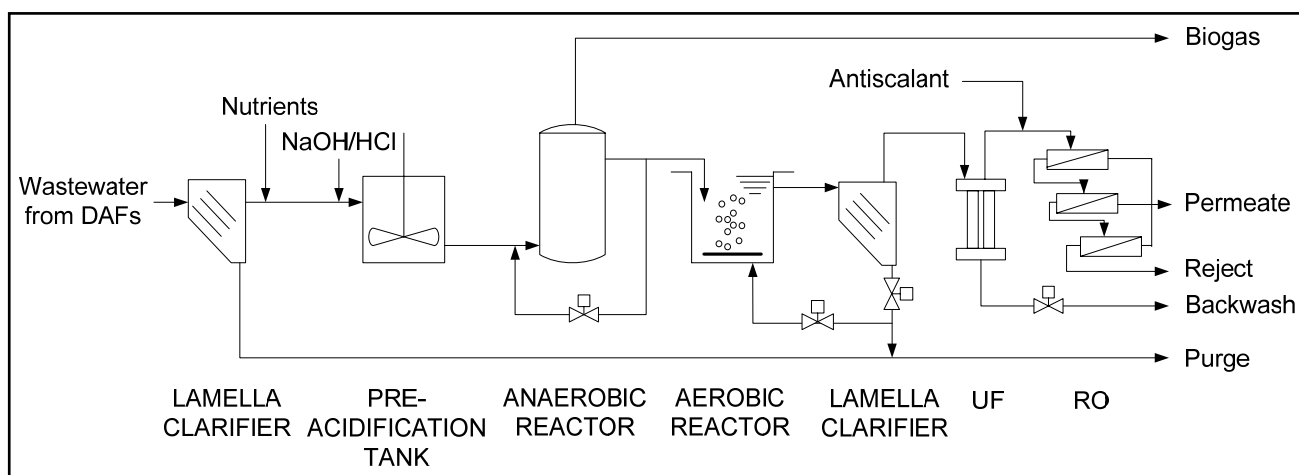 Biogas
Antiscalant
Nutrients
NaOH/HCl
Wastewater
from DAFs
Permeate
Reject
Backwash
Purge
LAMELLA
CLARIFIER
PRE-
ACIDIFICATION
TANK
ANAEROBIC
REACTOR
AEROBIC
REACTOR
LAMELLA
CLARIFIER
UF
RO